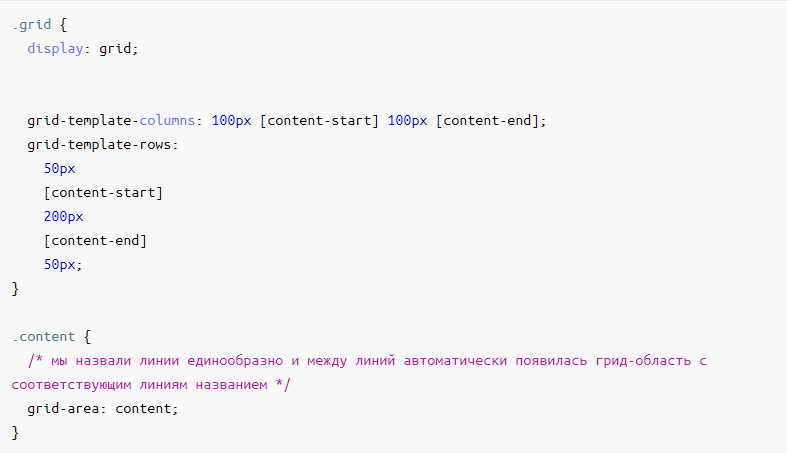 .grid {
display: grid;
grid-template-columns: 100px [content-start] 100px [content-end];
grid-template-rows:
50px
[content-start]
200px
[content-end]
50px;
}
.content {
/* мы назвали линии единообразно и между линий автоматически появилась грид-область с
соответствующим линиям названием */
grid-area: content;
}